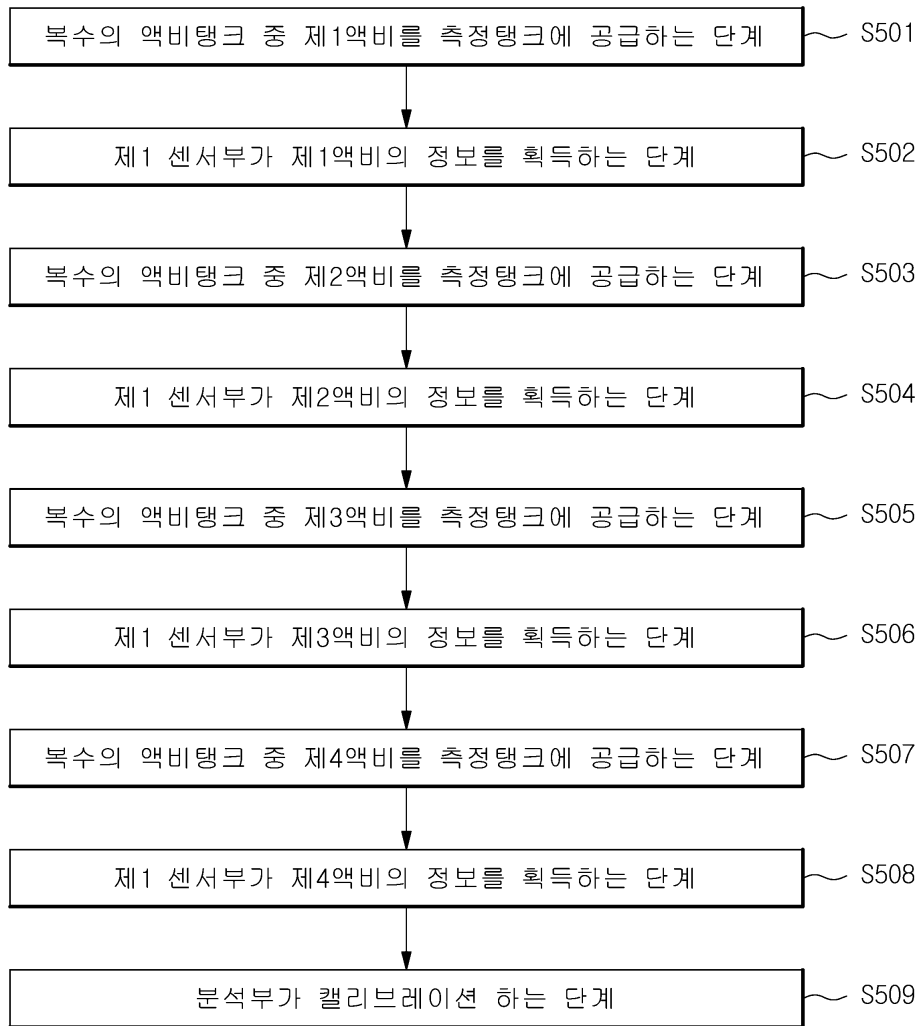 복수의 액비탱크 중 제1액비를 측정탱크에 공급하는 단계 S501
제1 센서부가 제1액비의 정보를 획득하는 단계 S502
복수의 액비탱크 중 제2액비를 측정탱크에 공급하는 단계 S503
제1 센서부가 제2액비의 정보를 획득하는 단계 S504
복수의 액비탱크 중 제3액비를 측정탱크에 공급하는 단계 S505
제1 센서부가 제3액비의 정보를 획득하는 단계 S506
복수의 액비탱크 중 제4액비를 측정탱크에 공급하는 단계 S507
제1 센서부가 제4액비의 정보를 획득하는 단계 S508
분석부가 캘리브레이션 하는 단계 S509